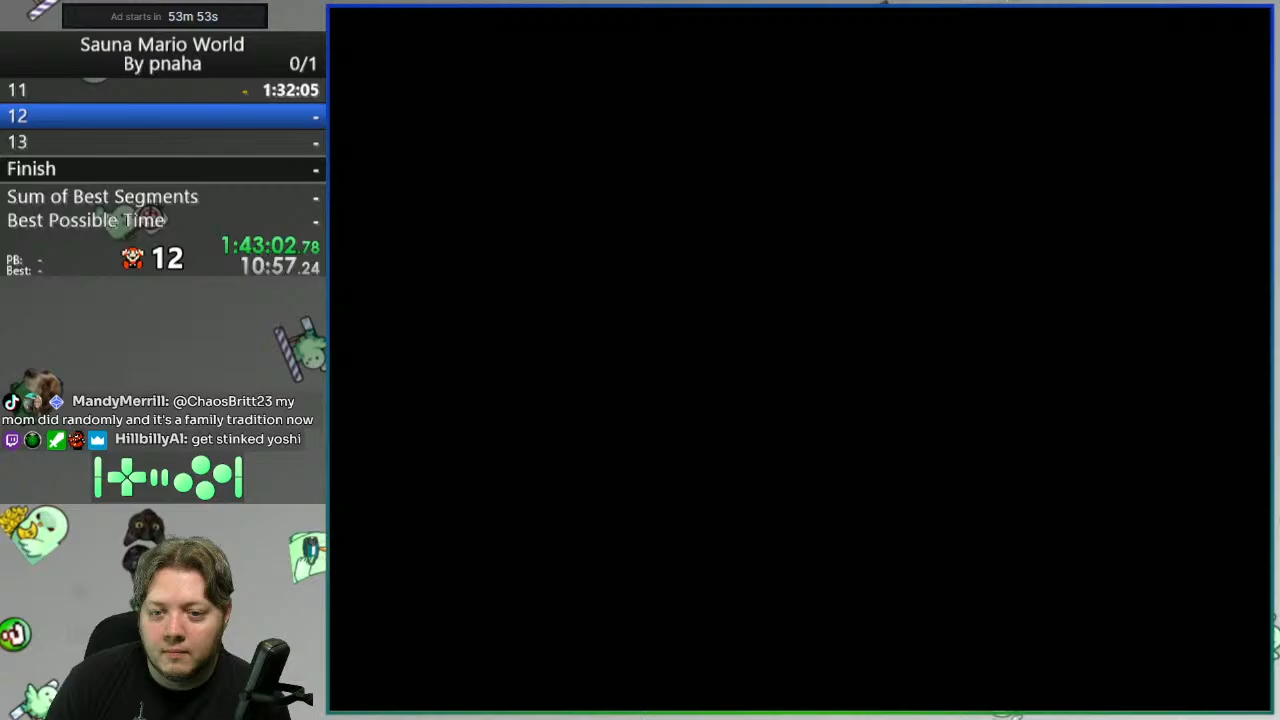 Ad starts in 53m 53s
Sauna Mario World
By pnaha 0/1
11 1:32:05
12 -
13 -
Finish -
Sum of Best Segments -
Best Possible Time -
PB: -
Best: -
12
1:43:02.78
10:57.24
MandyMerrill: @ChaosBritt23 my
mom did randomly and it's a family tradition now
HillbillyAl: get stinked yoshi